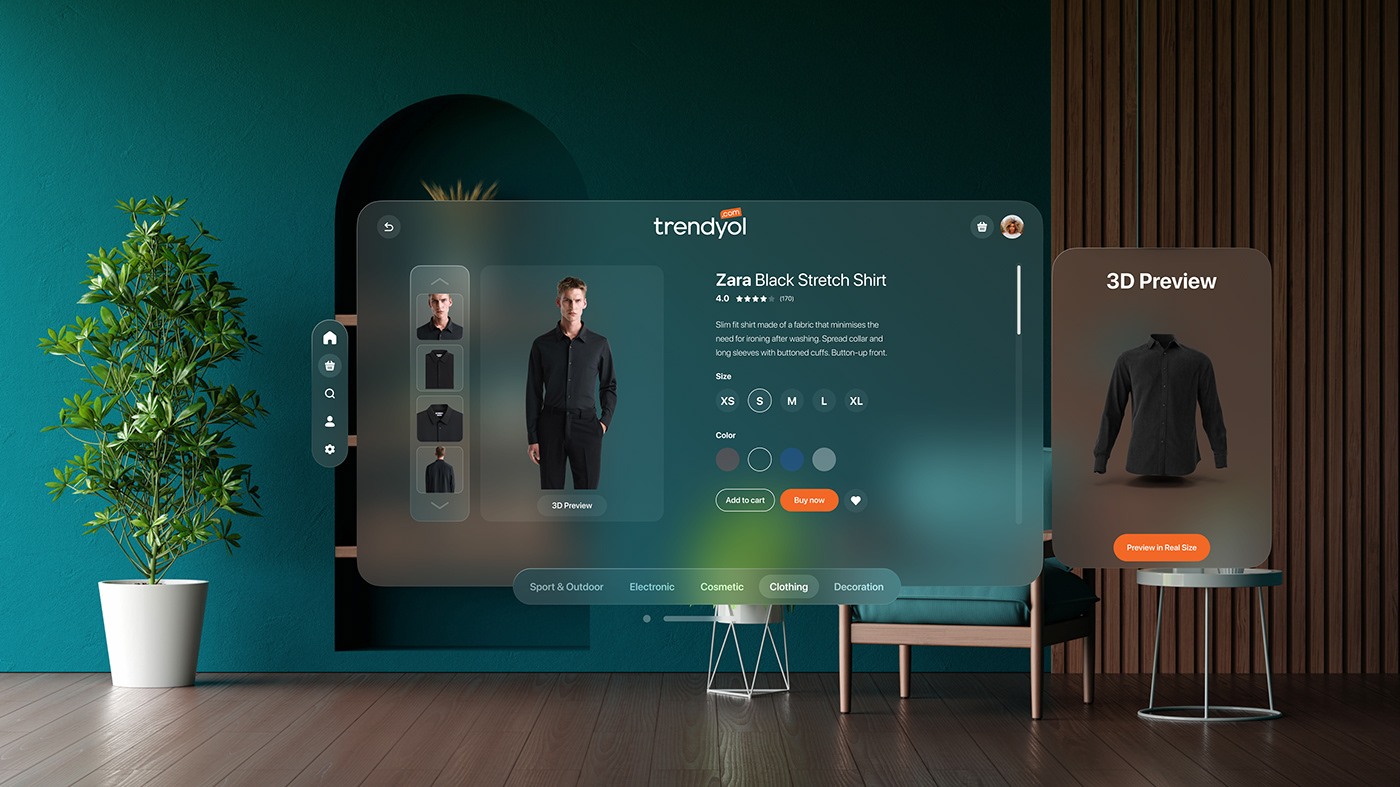 trendyol
.com
Zara Black Stretch Shirt
4.0 (170)
Slim fit shirt made of a fabric that minimises the
need for ironing after washing. Spread collar and
long sleeves with buttoned cuffs. Button-up front.
Size
XS S M L XL
Color
Add to cart Buy now
3D Preview
Sport & Outdoor Electronic Cosmetic Clothing Decoration
3D Preview
Preview in Real Size